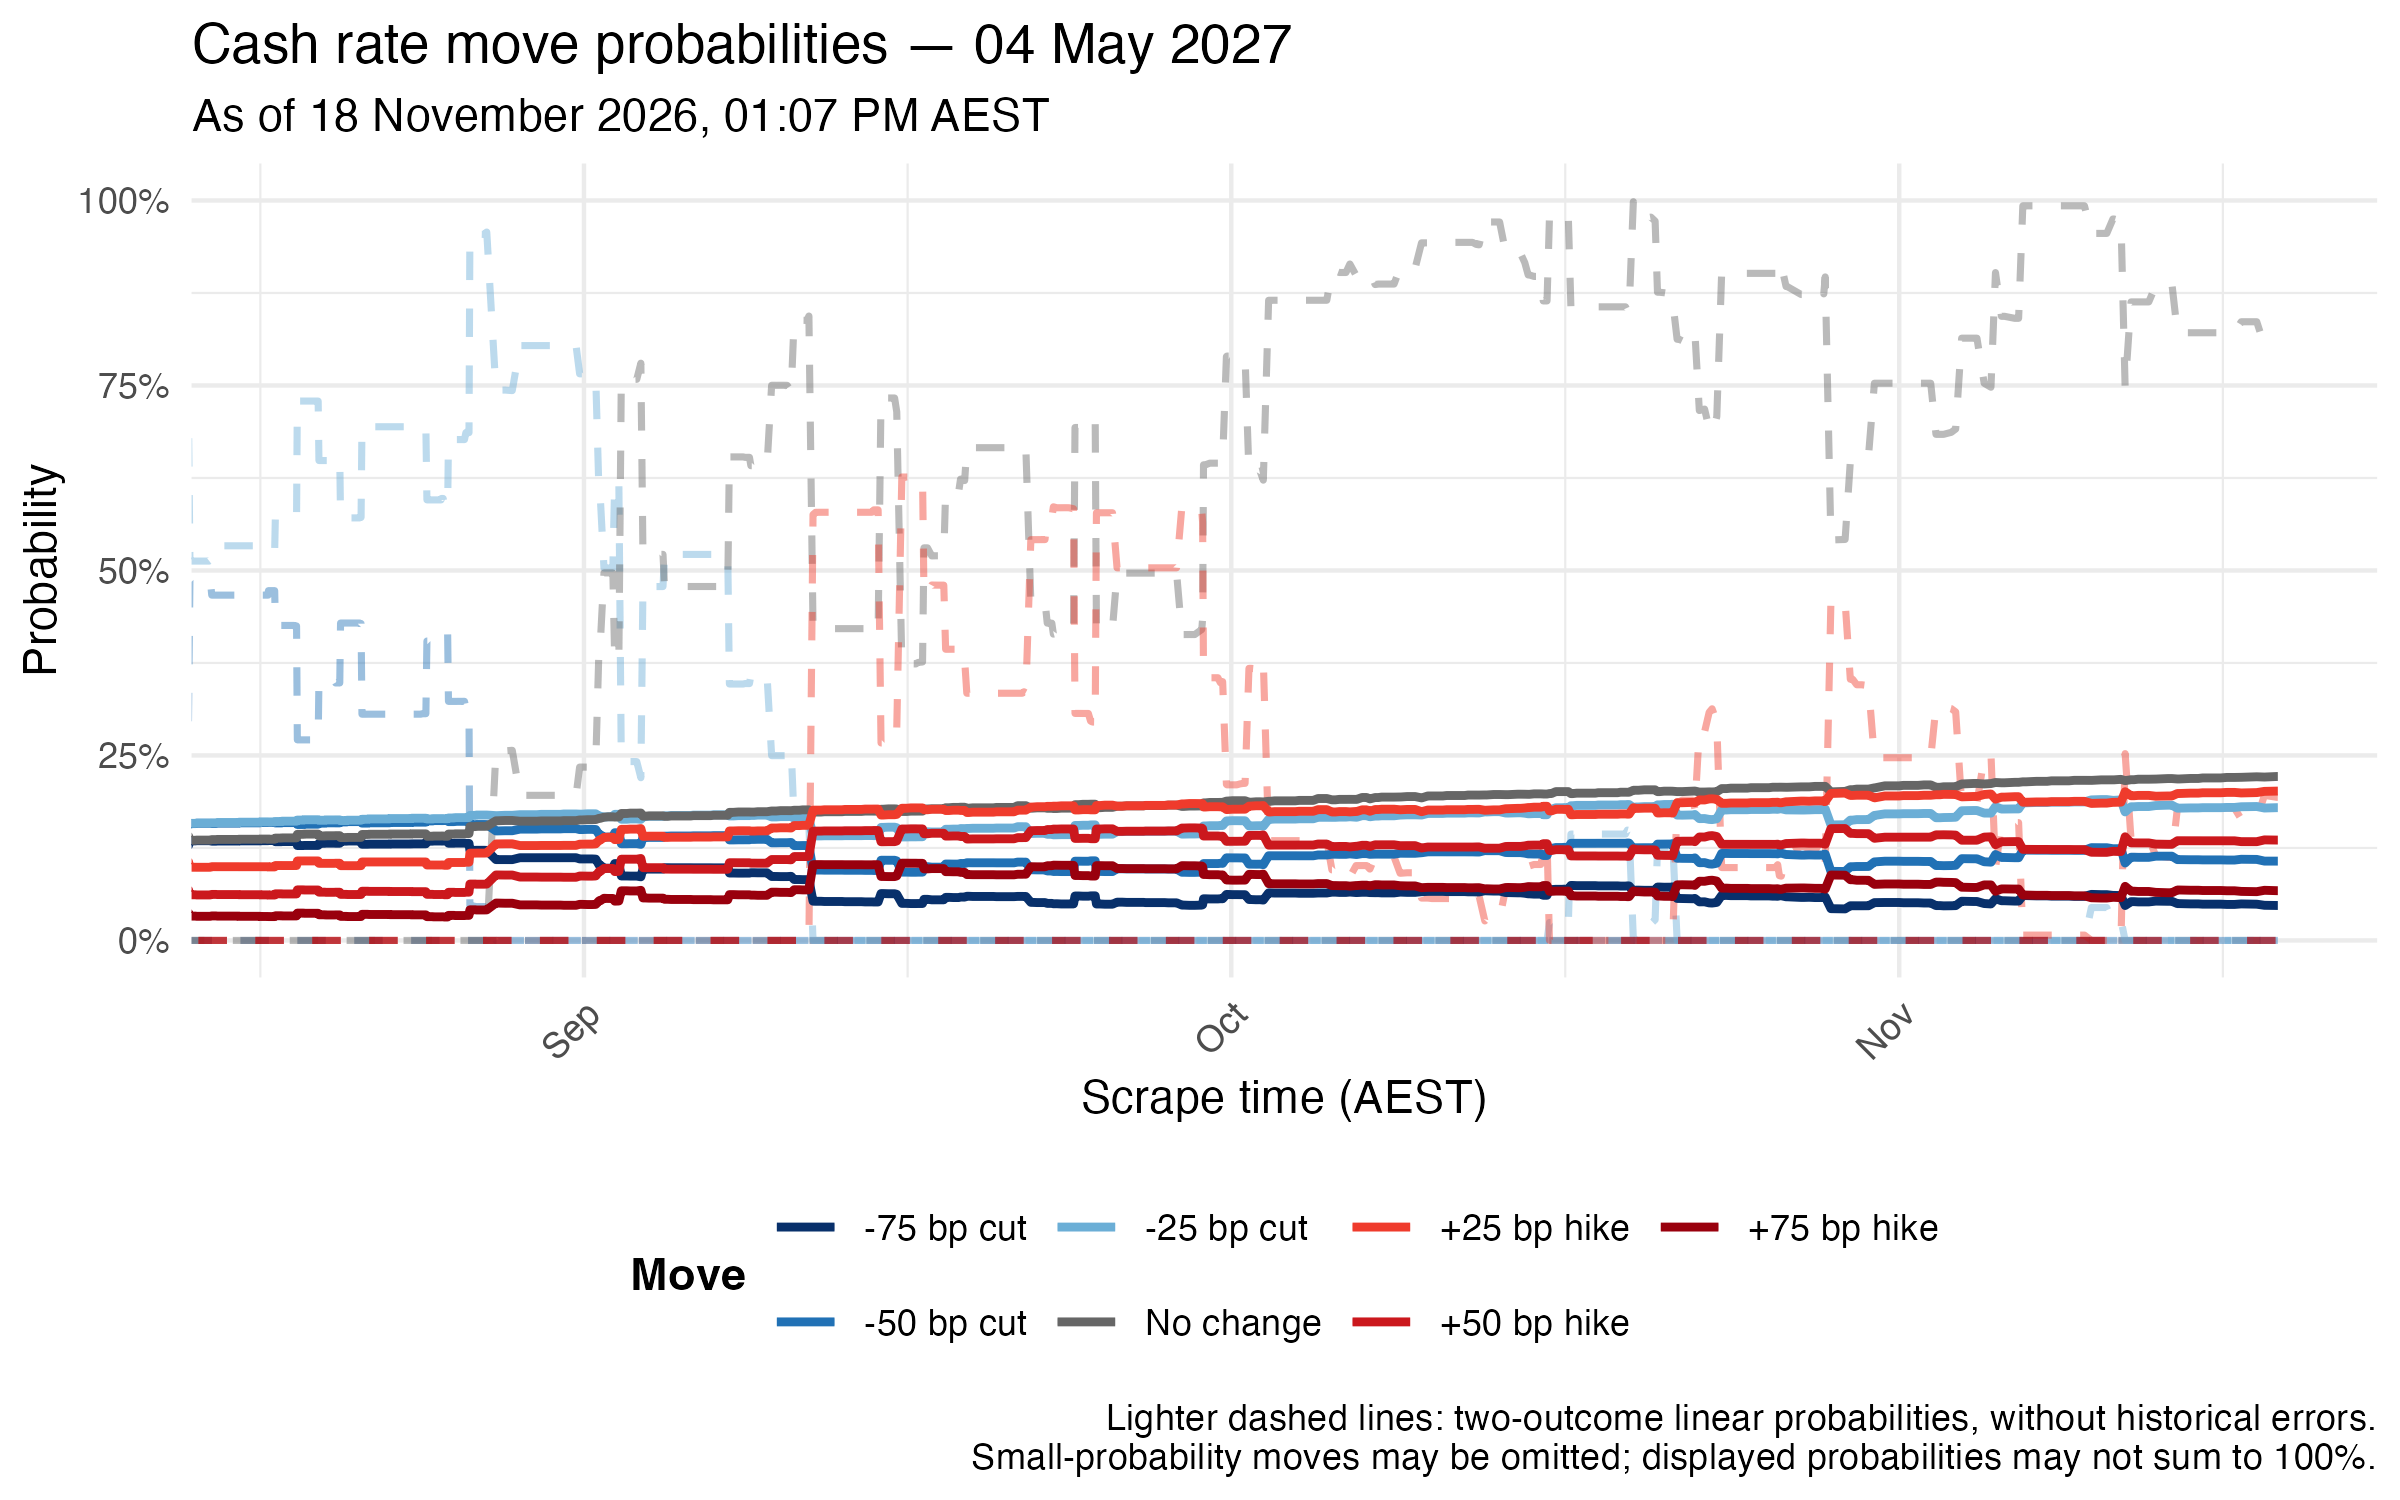 Cash rate move probabilities — 04 May 2027
As of 18 November 2026, 01:07 PM AEST
Probability
100%
75%
50%
25%
0%
Sep
Oct
Nov
Scrape time (AEST)
Move
-75 bp cut
-25 bp cut
+25 bp hike
+75 bp hike
-50 bp cut
No change
+50 bp hike
Lighter dashed lines: two-outcome linear probabilities, without historical errors.
Small-probability moves may be omitted; displayed probabilities may not sum to 100%.